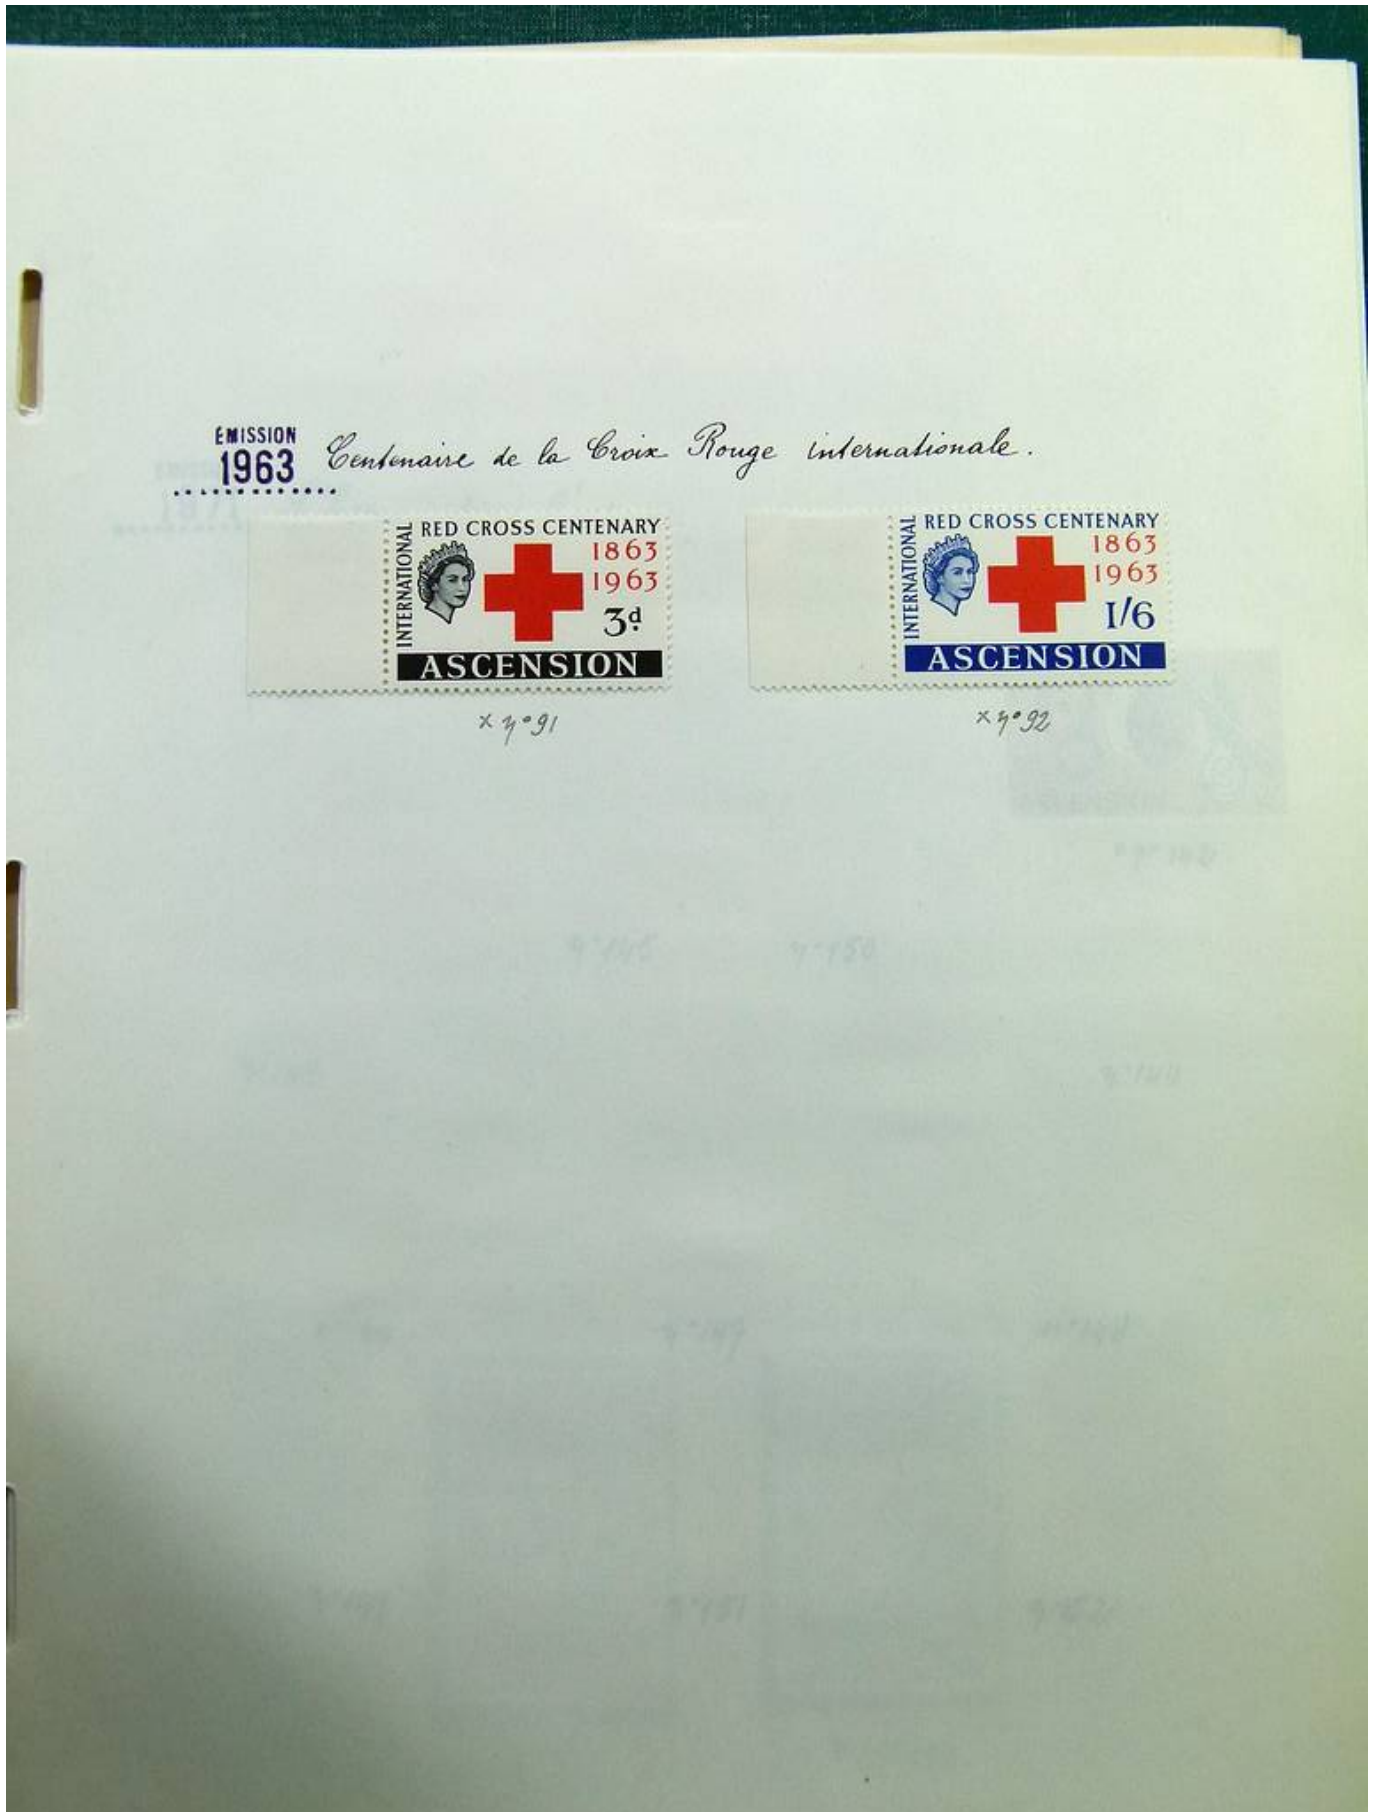 ÉMISSION
1963 Centenaire de la Croix Rouge internationale.
INTERNATIONAL
RED CROSS CENTENARY
1863
1963
3d
ASCENSION
INTERNATIONAL
RED CROSS CENTENARY
1863
1963
1/6
ASCENSION
x n° 91
x n° 92